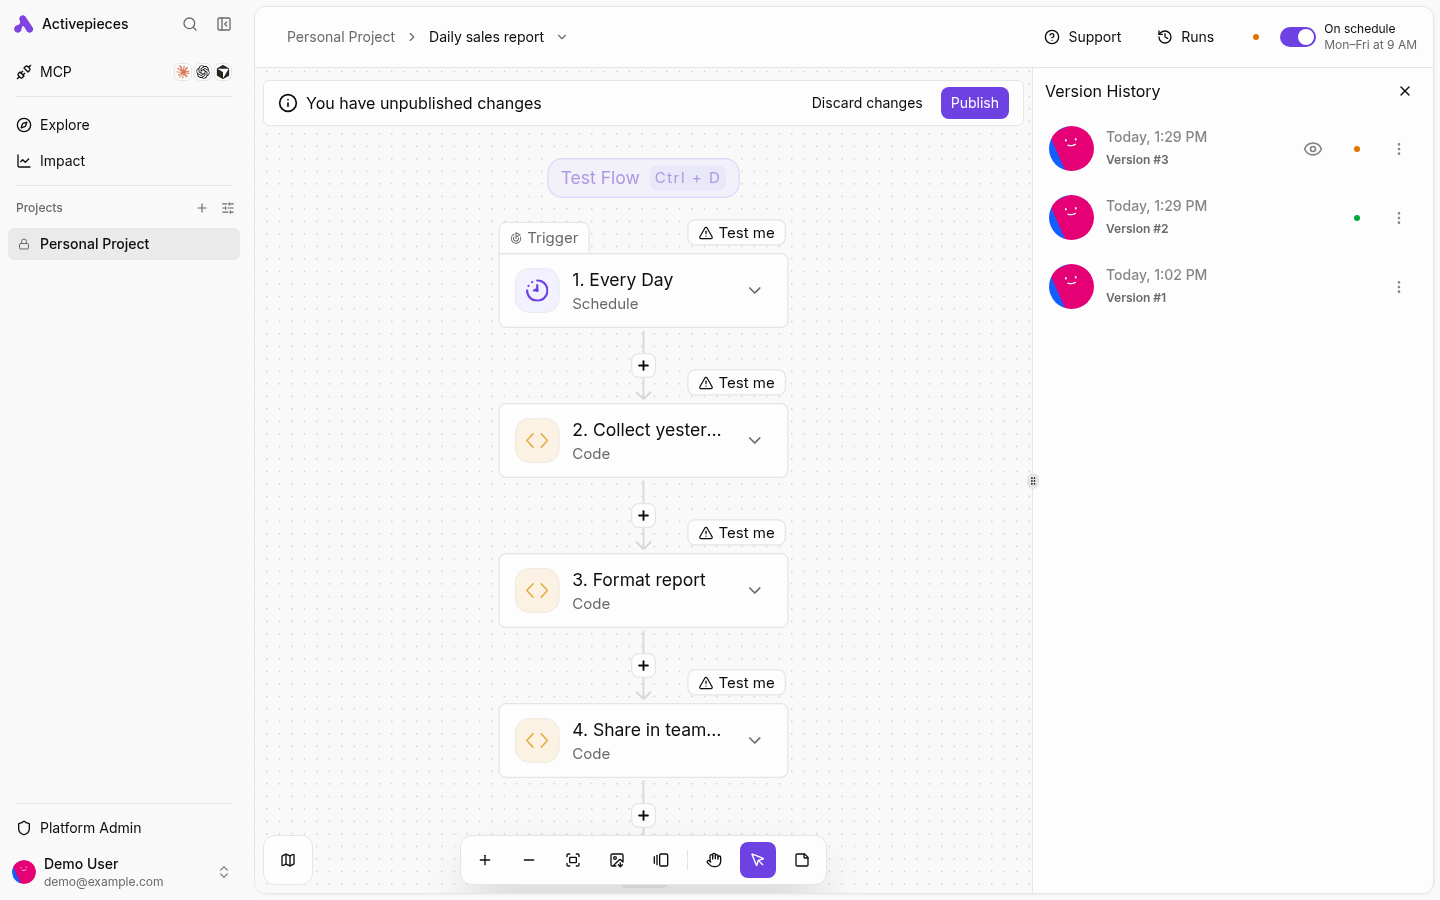 Activepieces
MCP
Explore
Impact
Projects
Personal Project
Platform Admin
Demo User
demo@example.com
Personal Project
Daily sales report
Support
Runs
On schedule
Mon–Fri at 9 AM
You have unpublished changes
Discard changes
Publish
Test Flow Ctrl + D
Trigger
Test me
1. Every Day
Schedule
Test me
2. Collect yester...
Code
Test me
3. Format report
Code
Test me
4. Share in team...
Code
Version History
Today, 1:29 PM
Version #3
Today, 1:29 PM
Version #2
Today, 1:02 PM
Version #1